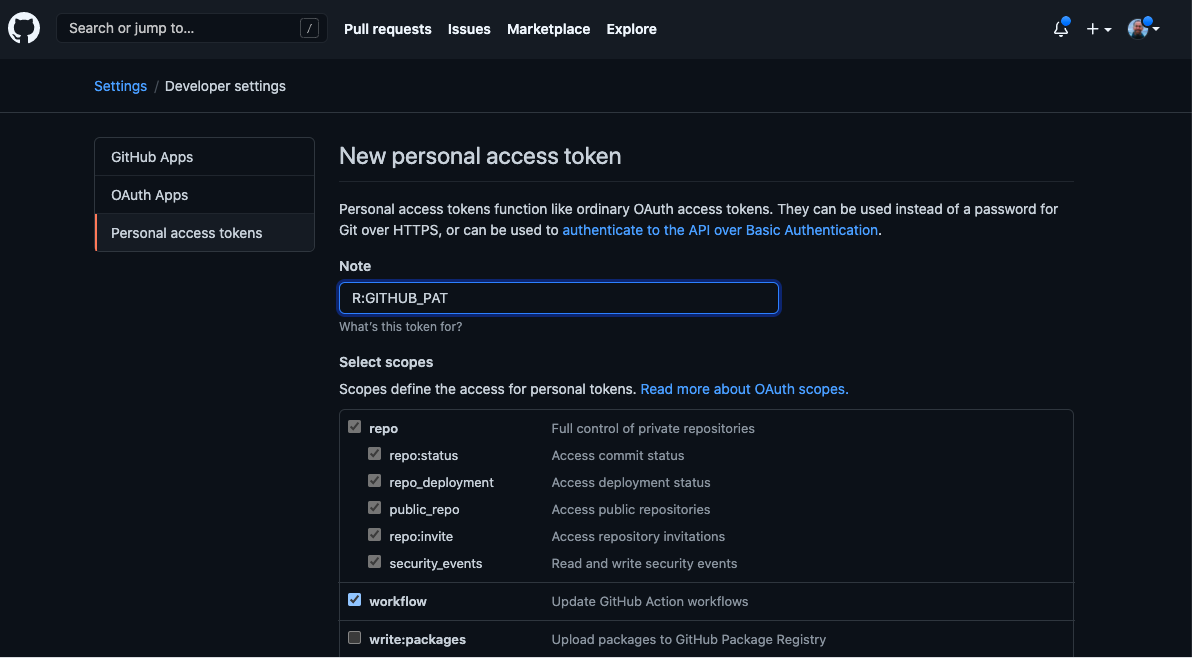 Search or jump to... /
Pull requests Issues Marketplace Explore
Settings / Developer settings
GitHub Apps
OAuth Apps
Personal access tokens
New personal access token
Personal access tokens function like ordinary OAuth access tokens. They can be used instead of a password for
Git over HTTPS, or can be used to authenticate to the API over Basic Authentication.
Note
R:GITHUB_PAT
What's this token for?
Select scopes
Scopes define the access for personal tokens. Read more about OAuth scopes.
repo Full control of private repositories
repo:status Access commit status
repo_deployment Access deployment status
public_repo Access public repositories
repo:invite Access repository invitations
security_events Read and write security events
workflow Update GitHub Action workflows
write:packages Upload packages to GitHub Package Registry